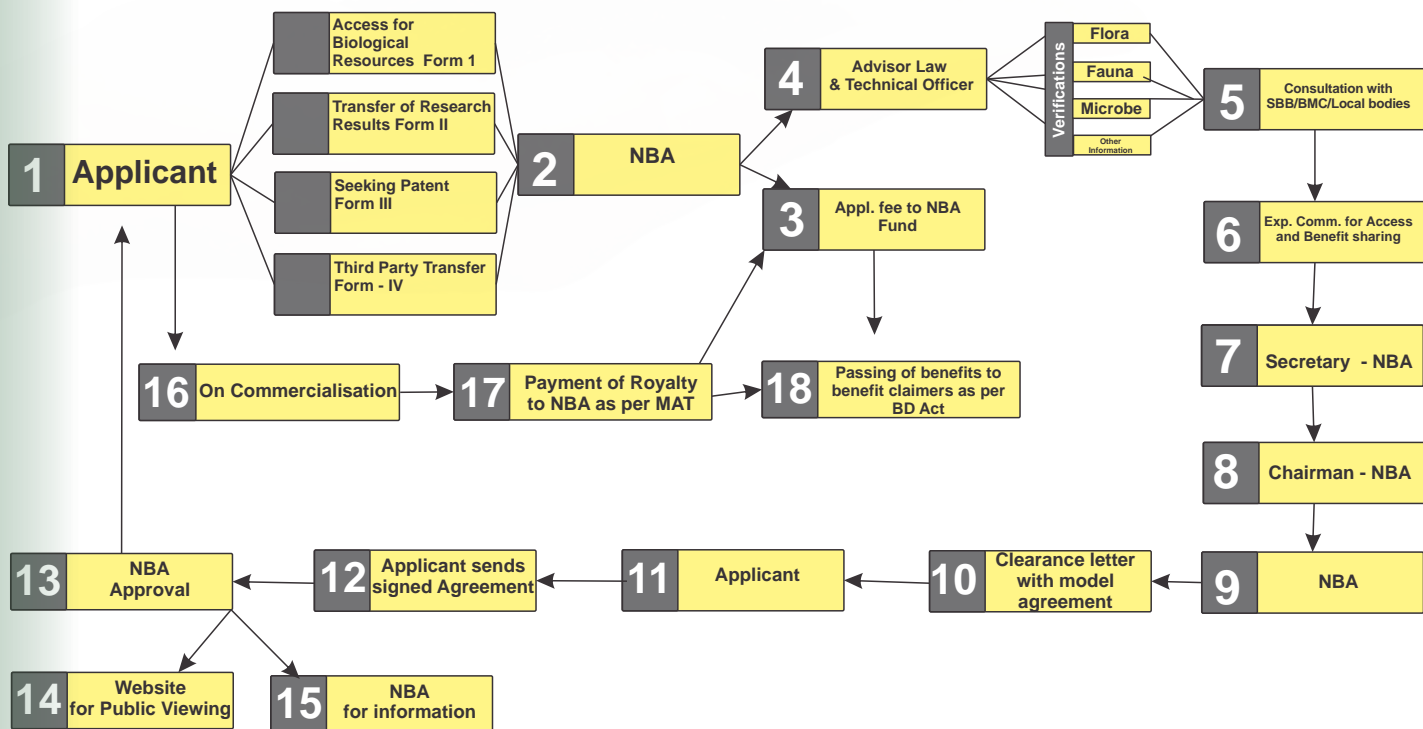 1
Applicant
Access for
Biological
Resources Form 1
Transfer of Research
Results Form II
Seeking Patent
Form III
Third Party Transfer
Form - IV
2
NBA
3
Appl. fee to NBA
Fund
4
Advisor Law
& Technical Officer
Verifications
Flora
Fauna
Microbe
Other
Information
5
Consultation with
SBB/BMC/Local bodies
6
Exp. Comm. for Access
and Benefit sharing
7
Secretary - NBA
8
Chairman - NBA
9
NBA
10
Clearance letter
with model
agreement
11
Applicant
12
Applicant sends
signed Agreement
13
NBA
Approval
14
Website
for Public Viewing
15
NBA
for information
16
On Commercialisation
17
Payment of Royalty
to NBA as per MAT
18
Passing of benefits to
benefit claimers as per
BD Act